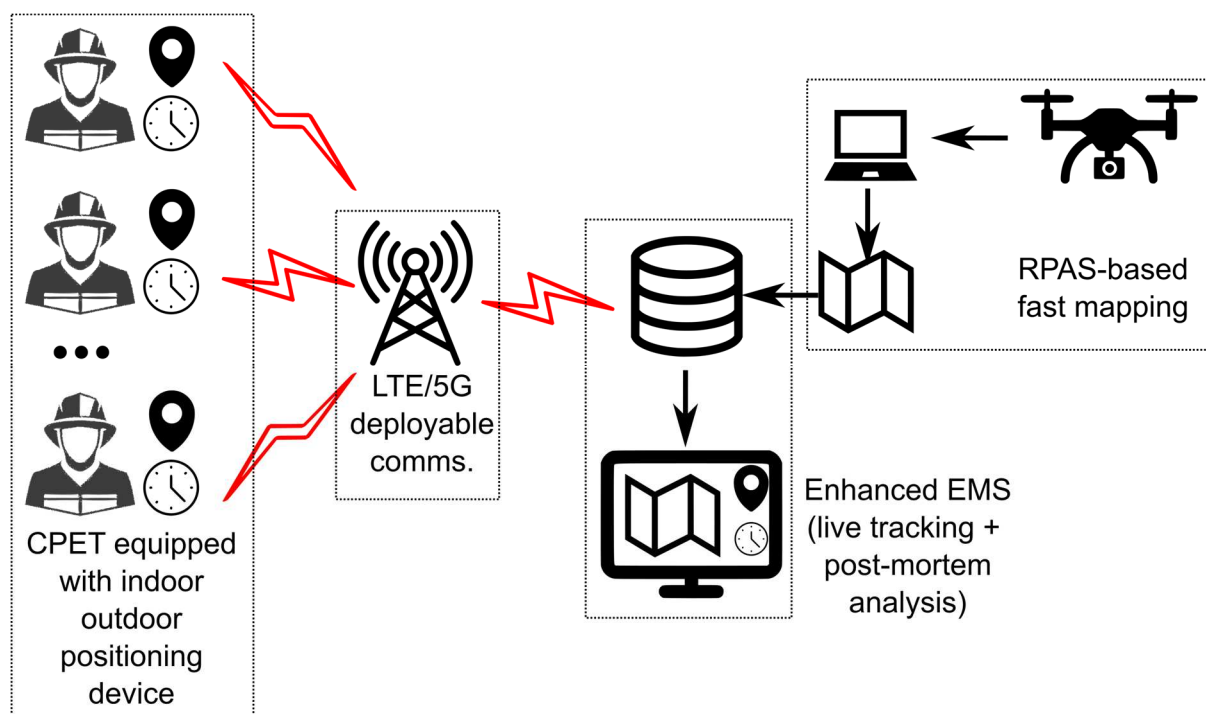 CPET equipped
with indoor
outdoor
positioning
device
LTE/5G
deployable
comms.
RPAS-based
fast mapping
Enhanced EMS
(live tracking +
post-mortem
analysis)